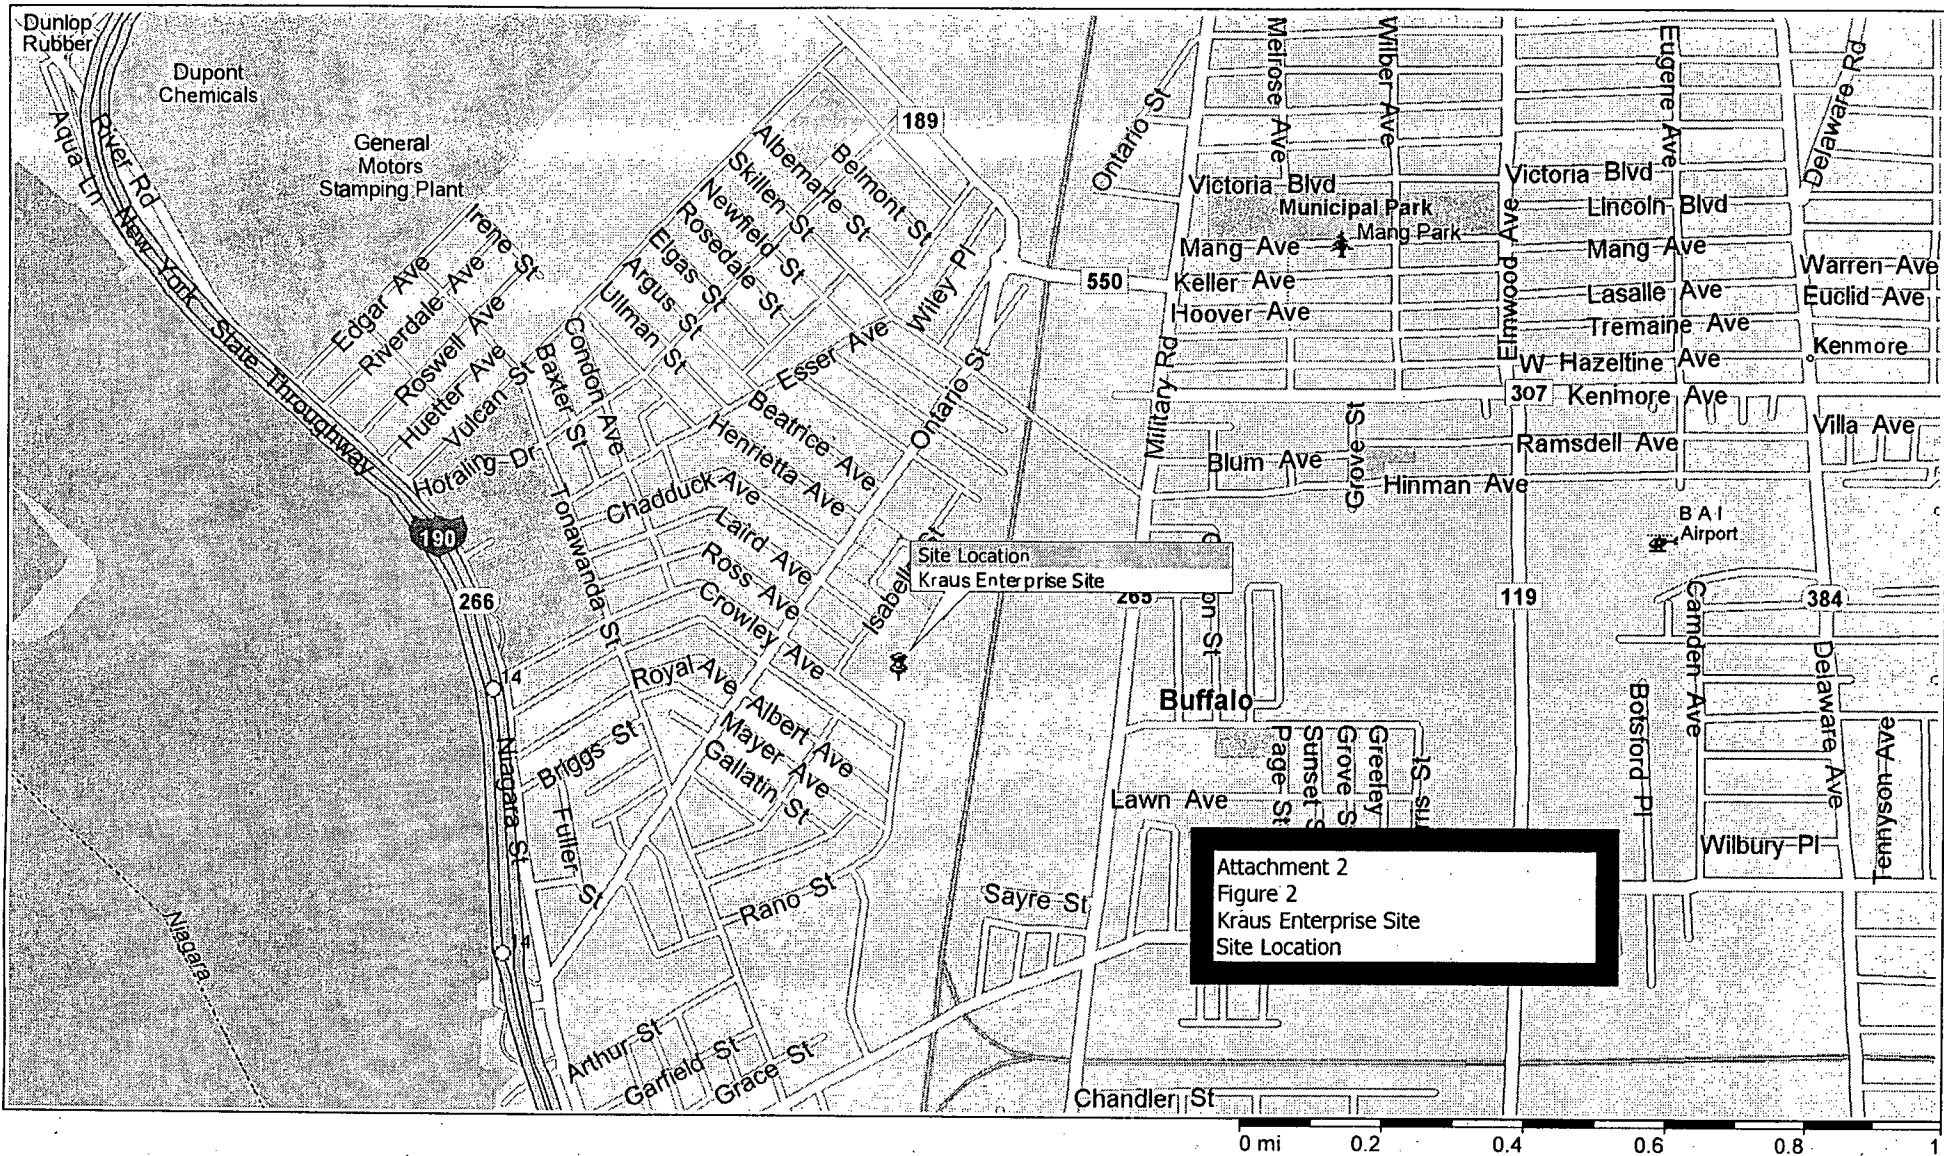 Dunlop
Rubber
Dupont
Chemicals
General
Motors
Stamping Plant
Aqua Ln
River Rd
New York State Throughway
Irene St
Edgar Ave
Riverdale Ave
Roswell Ave
Huetter Ave
Vulcan St
Hotaling Dr
Baxter St
Condon Ave
Tonawanda St
Albemarle St
Belmont St
Skillen St
Newfield St
Rosedale St
Elgas St
Argus St
Ullman St
189
Wiley Pl
Esser Ave
Ontario St
Ontario St
550
Beatrice Ave
Henrietta Ave
Chadduck Ave
Laird Ave
Ross Ave
Crowley Ave
Royal Ave
Albert Ave
Mayer Ave
Gallatin St
Briggs St
Fuller St
Rano St
190
266
14
14
Niagara St
Niagara
Arthur St
Garfield St
Grace St
Site Location
Kraus Enterprise Site
Military Rd
265
Melrose Ave
Wilber Ave
Eugene Ave
Delaware Rd
Victoria Blvd
Victoria Blvd
Municipal Park
Lincoln Blvd
Mang Ave
Mang Park
Mang Ave
Keller Ave
Elmwood Ave
Warren Ave
Lasalle Ave
Euclid Ave
Hoover Ave
Tremaine Ave
Kenmore
W Hazeltine Ave
307
Kenmore Ave
Villa Ave
Ramsdell Ave
Blum Ave
Grove St
Hinman Ave
B A I
Airport
119
384
Camden Ave
Delaware Ave
Buffalo
Botsford Pl
Tennyson Ave
Page St
Sunset S
Grove S
Greeley
Lawn Ave
Wilbury Pl
Sayre St
Chandler St
Attachment 2
Figure 2
Kraus Enterprise Site
Site Location
0 mi 0.2 0.4 0.6 0.8 1